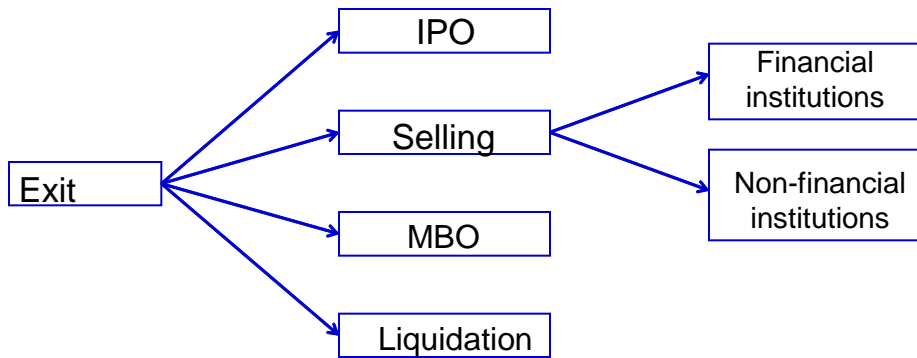 Exit
IPO
Selling
MBO
Liquidation
Financial
institutions
Non-financial
institutions